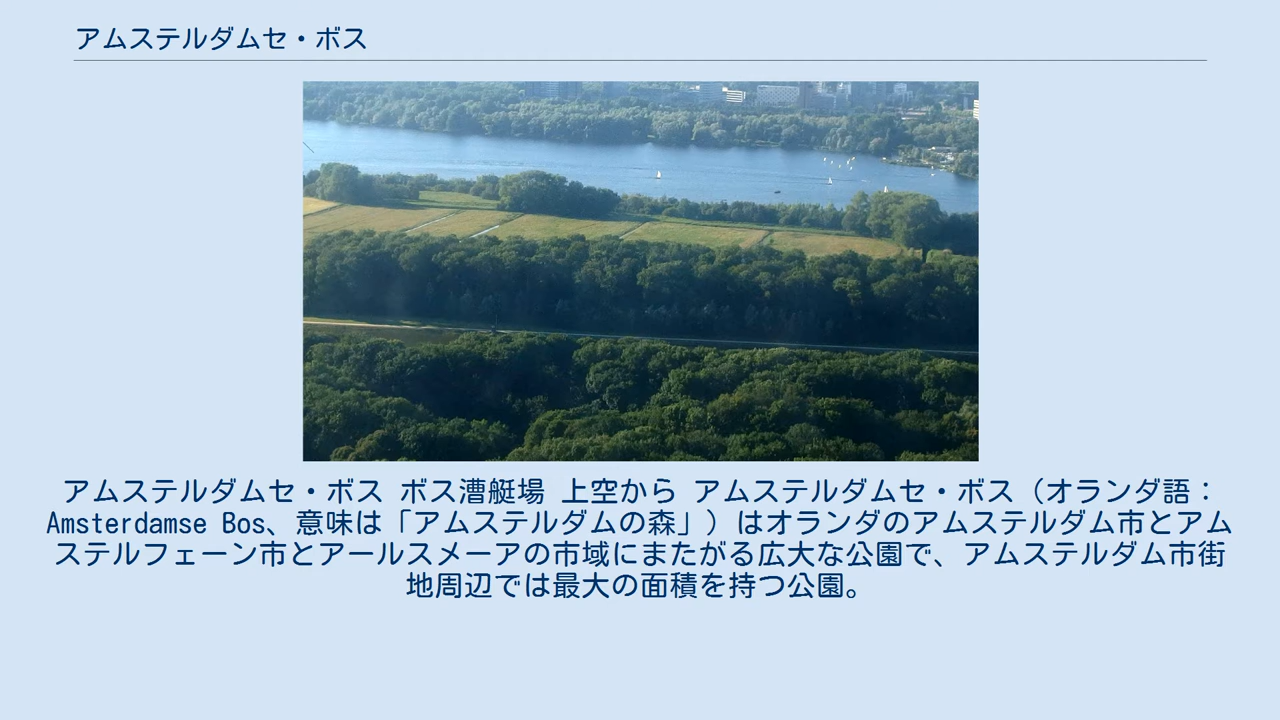 アムステルダムセ・ボス
アムステルダムセ・ボス ボス漕艇場 上空から アムステルダムセ・ボス（オランダ語：
Amsterdamse Bos、意味は「アムステルダムの森」）はオランダのアムステルダム市とアム
ステルフェーン市とアールスメーアの市域にまたがる広大な公園で、アムステルダム市街
地周辺では最大の面積を持つ公園。